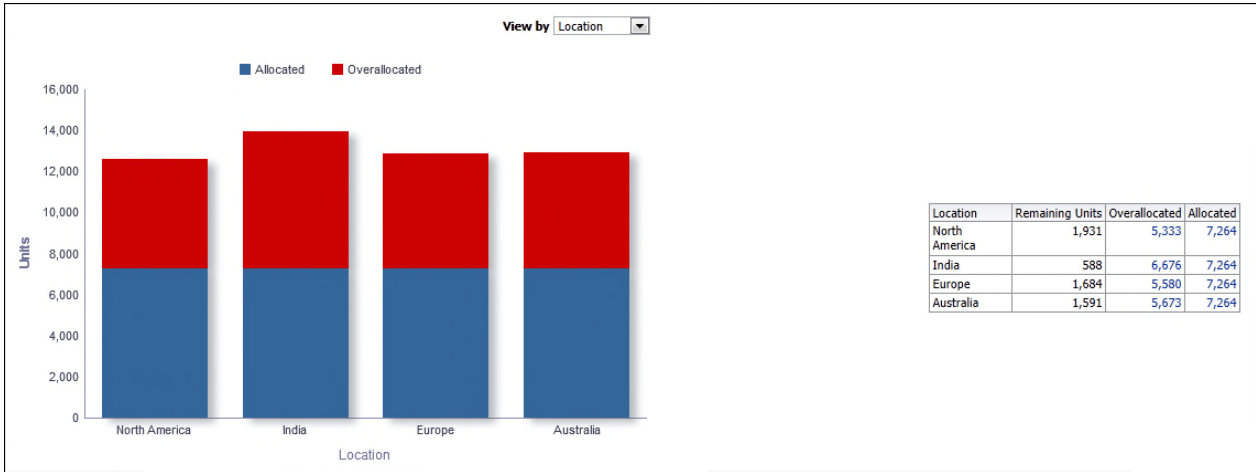 View by Location
Allocated Overallocated
16,000
14,000
12,000
10,000
8,000
6,000
4,000
2,000
0
Units
North America India Europe Australia
Location
Location Remaining Units Overallocated Allocated
North America 1,931 5,333 7,264
India 588 6,676 7,264
Europe 1,684 5,580 7,264
Australia 1,591 5,673 7,264